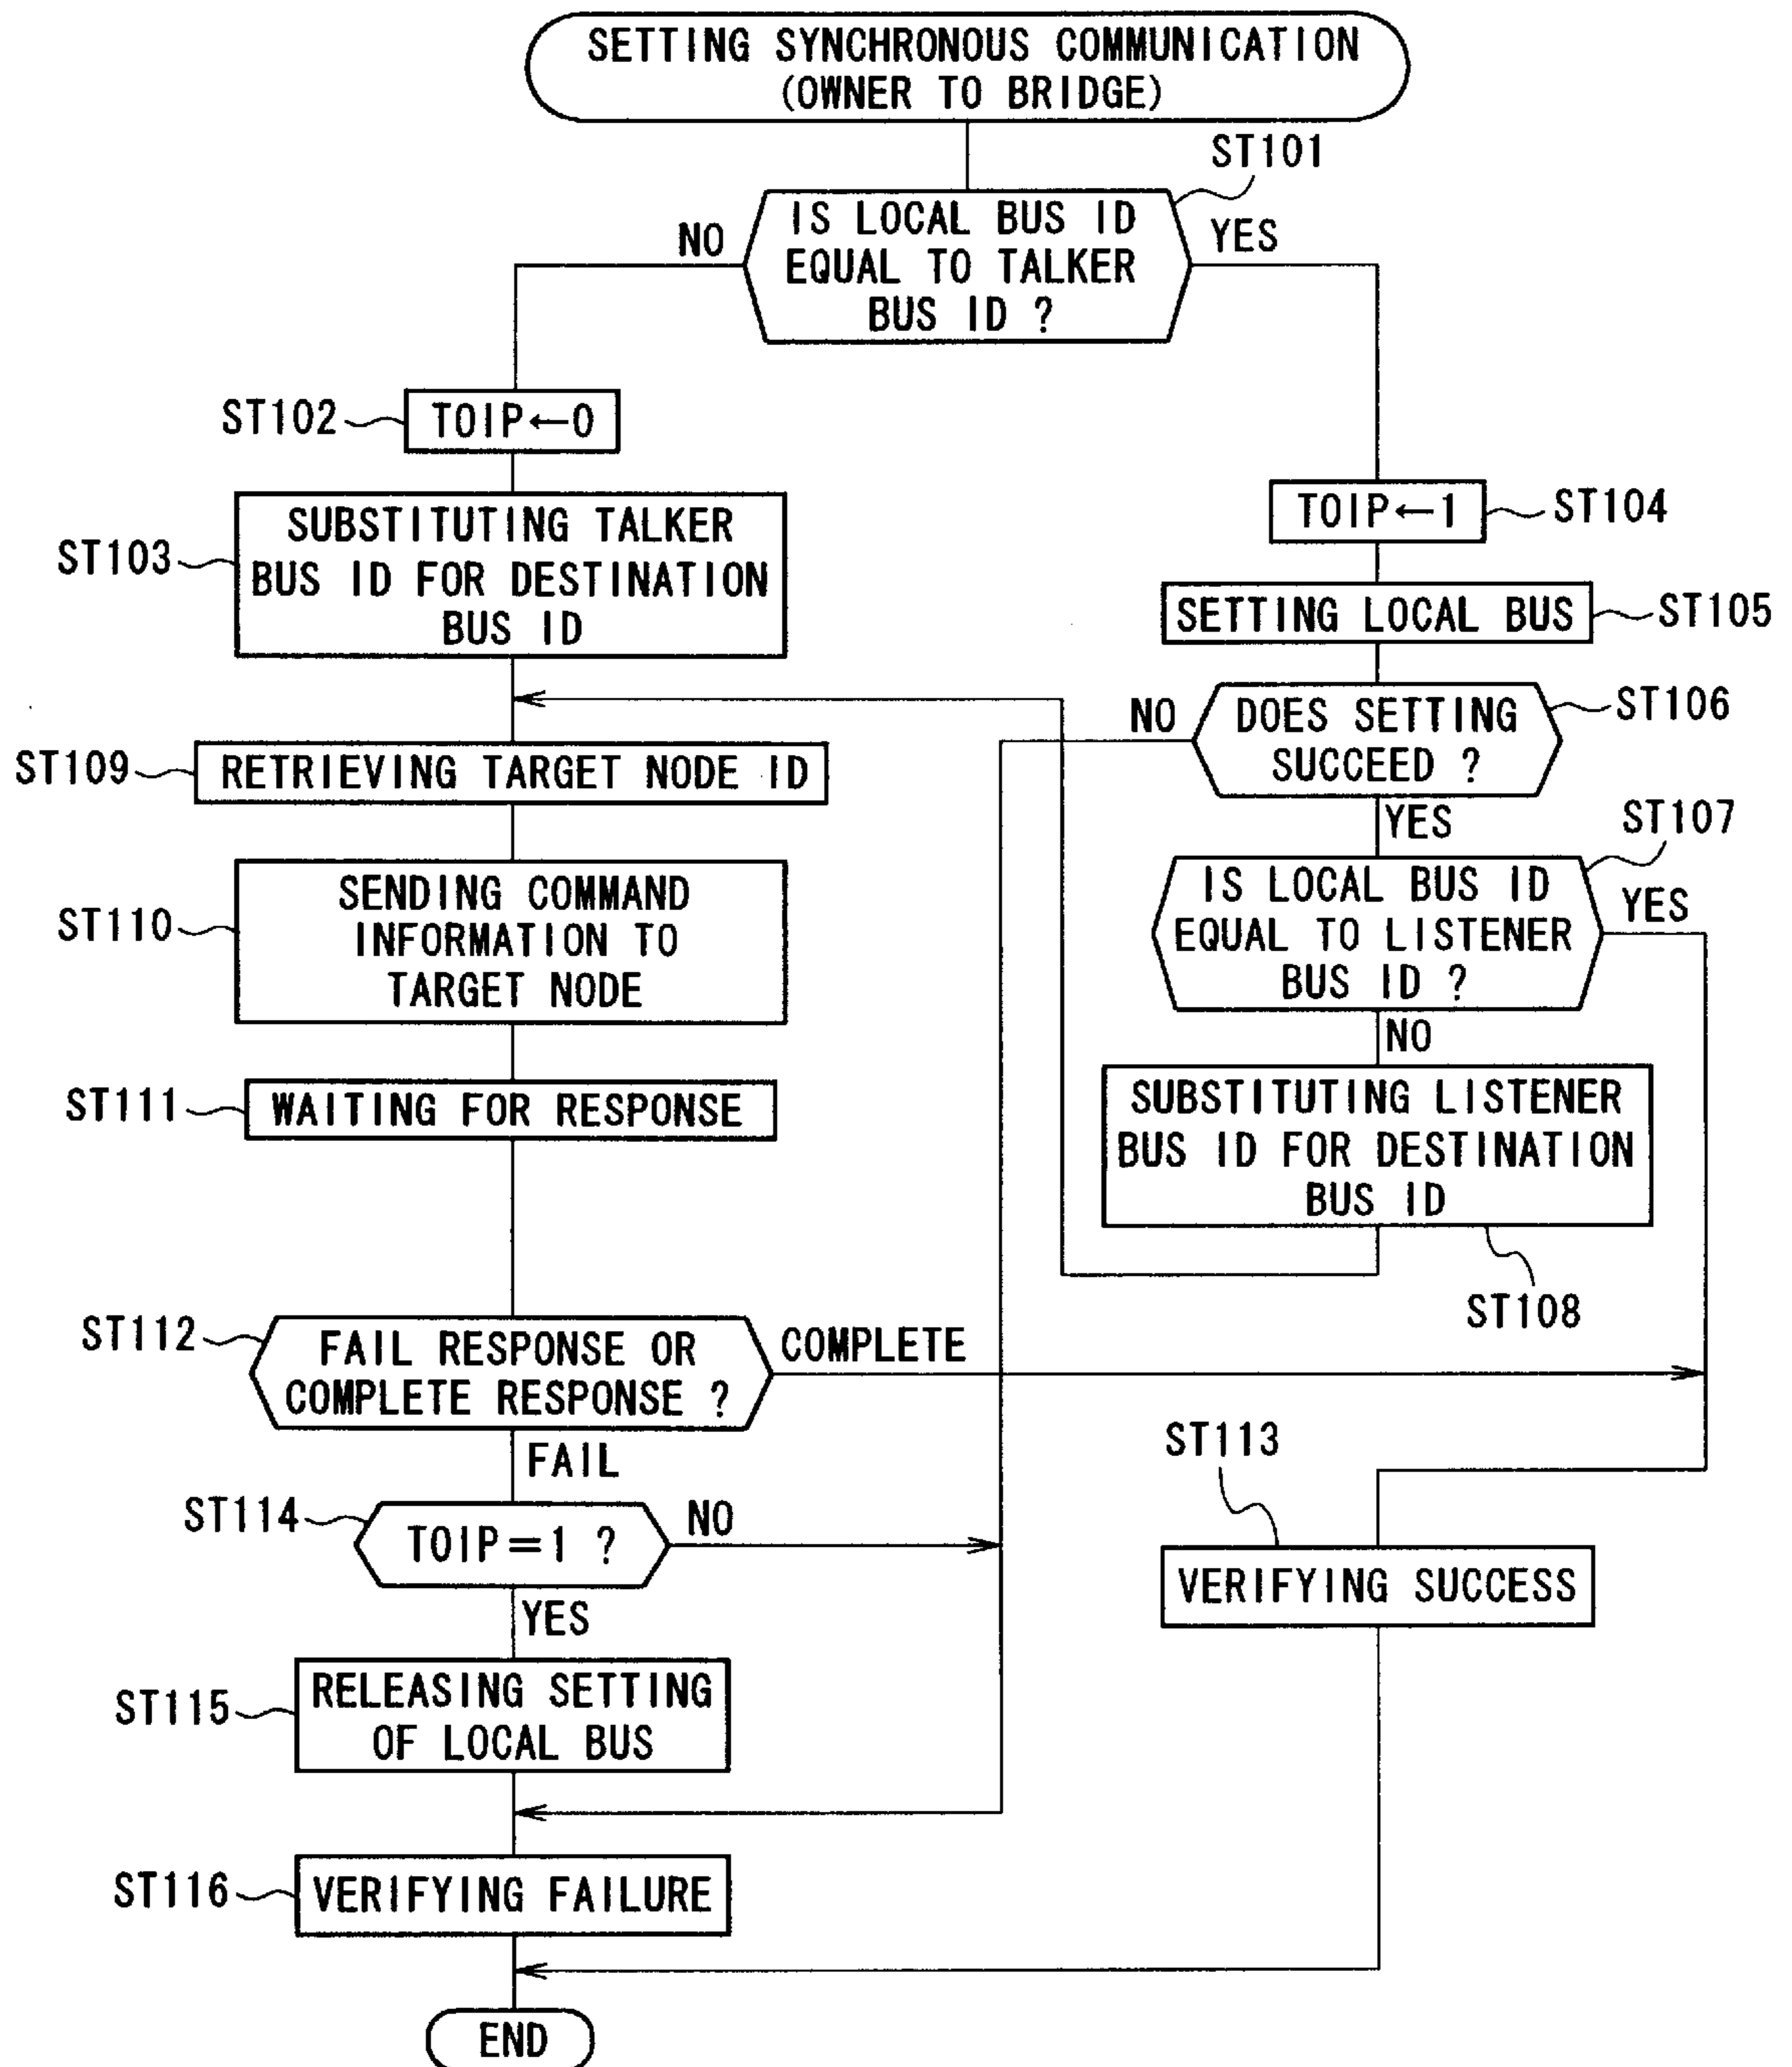 SETTING SYNCHRONOUS COMMUNICATION
(OWNER TO BRIDGE)
ST101
IS LOCAL BUS ID
EQUAL TO TALKER
BUS ID ?
NO
YES
ST102
TOIP←0
ST103
SUBSTITUTING TALKER
BUS ID FOR DESTINATION
BUS ID
TOIP←1
ST104
SETTING LOCAL BUS
ST105
NO
DOES SETTING
SUCCEED ?
ST106
YES
ST109
RETRIEVING TARGET NODE ID
ST107
IS LOCAL BUS ID
EQUAL TO LISTENER
BUS ID ?
YES
NO
ST110
SENDING COMMAND
INFORMATION TO
TARGET NODE
ST111
WAITING FOR RESPONSE
SUBSTITUTING LISTENER
BUS ID FOR DESTINATION
BUS ID
ST108
ST112
FAIL RESPONSE OR
COMPLETE RESPONSE ?
COMPLETE
FAIL
ST113
VERIFYING SUCCESS
ST114
TOIP=1 ?
NO
YES
ST115
RELEASING SETTING
OF LOCAL BUS
ST116
VERIFYING FAILURE
END